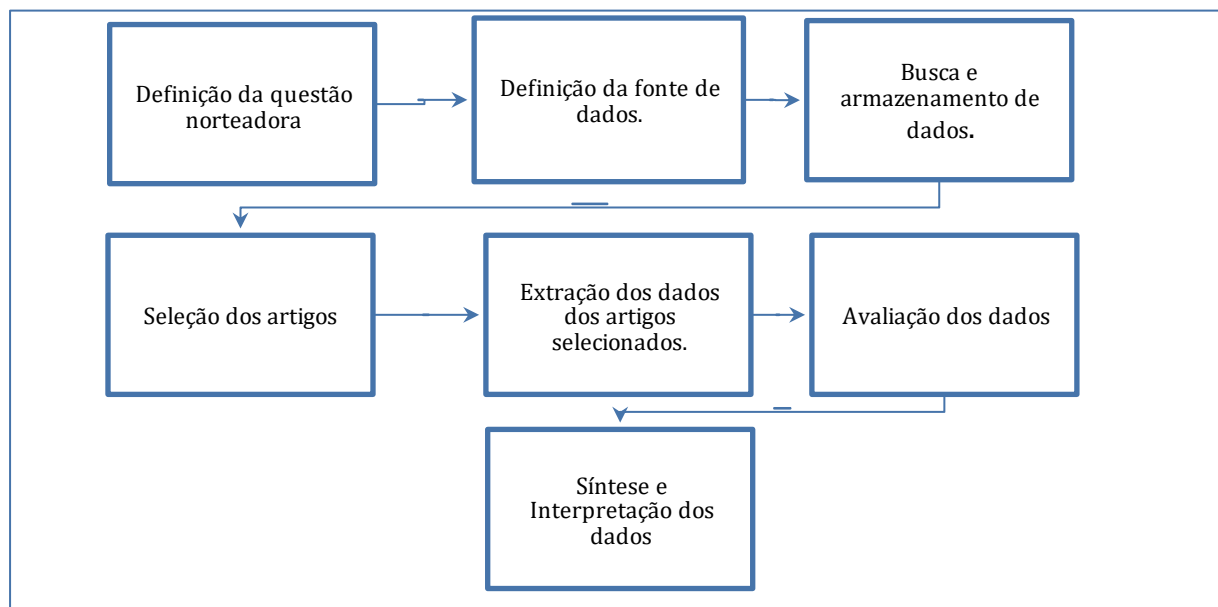 Definição da questão
norteadora
Definição da fonte de
dados.
Busca e
armazenamento de
dados.
Seleção dos artigos
Extração dos dados
dos artigos
selecionados.
Avaliação dos dados
Síntese e
Interpretação dos
dados